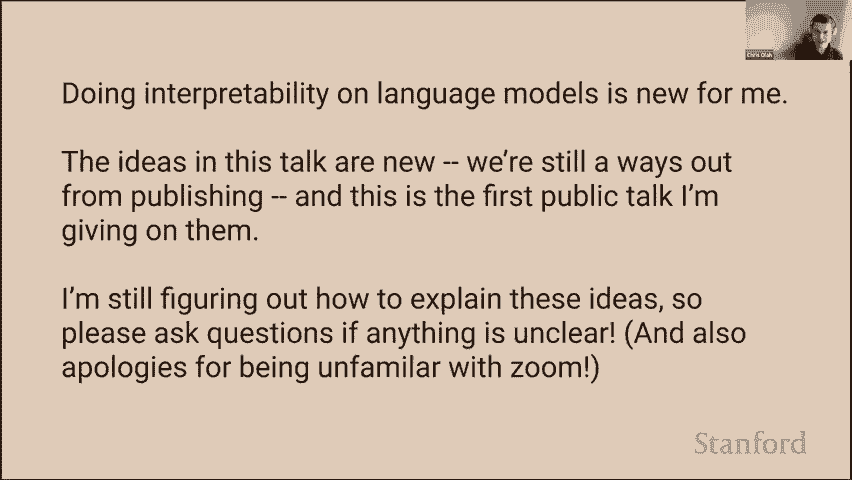 Doing interpretability on language models is new for me.
The ideas in this talk are new -- we're still a ways out
from publishing -- and this is the first public talk I'm
giving on them.
I'm still figuring out how to explain these ideas, so
please ask questions if anything is unclear! (And also
apologies for being unfamilar with zoom!)
Stanford
Chris Olah